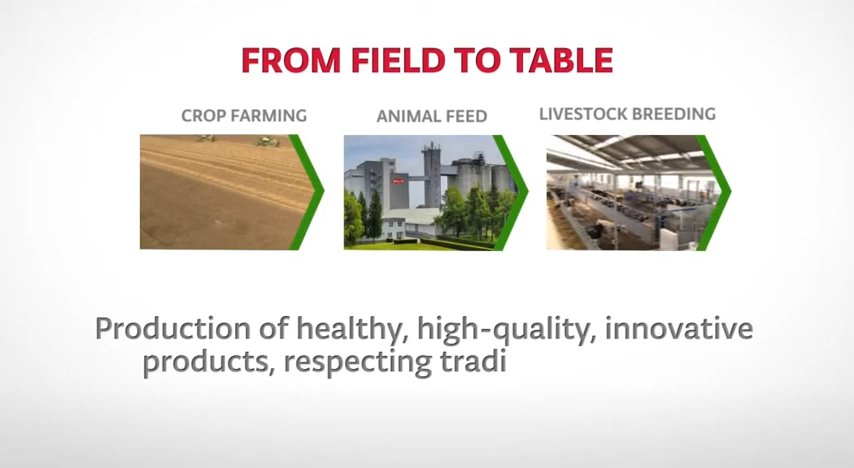 FROM FIELD TO TABLE
CROP FARMING
ANIMAL FEED
LIVESTOCK BREEDING
Production of healthy, high-quality, innovative
products, respecting tradi